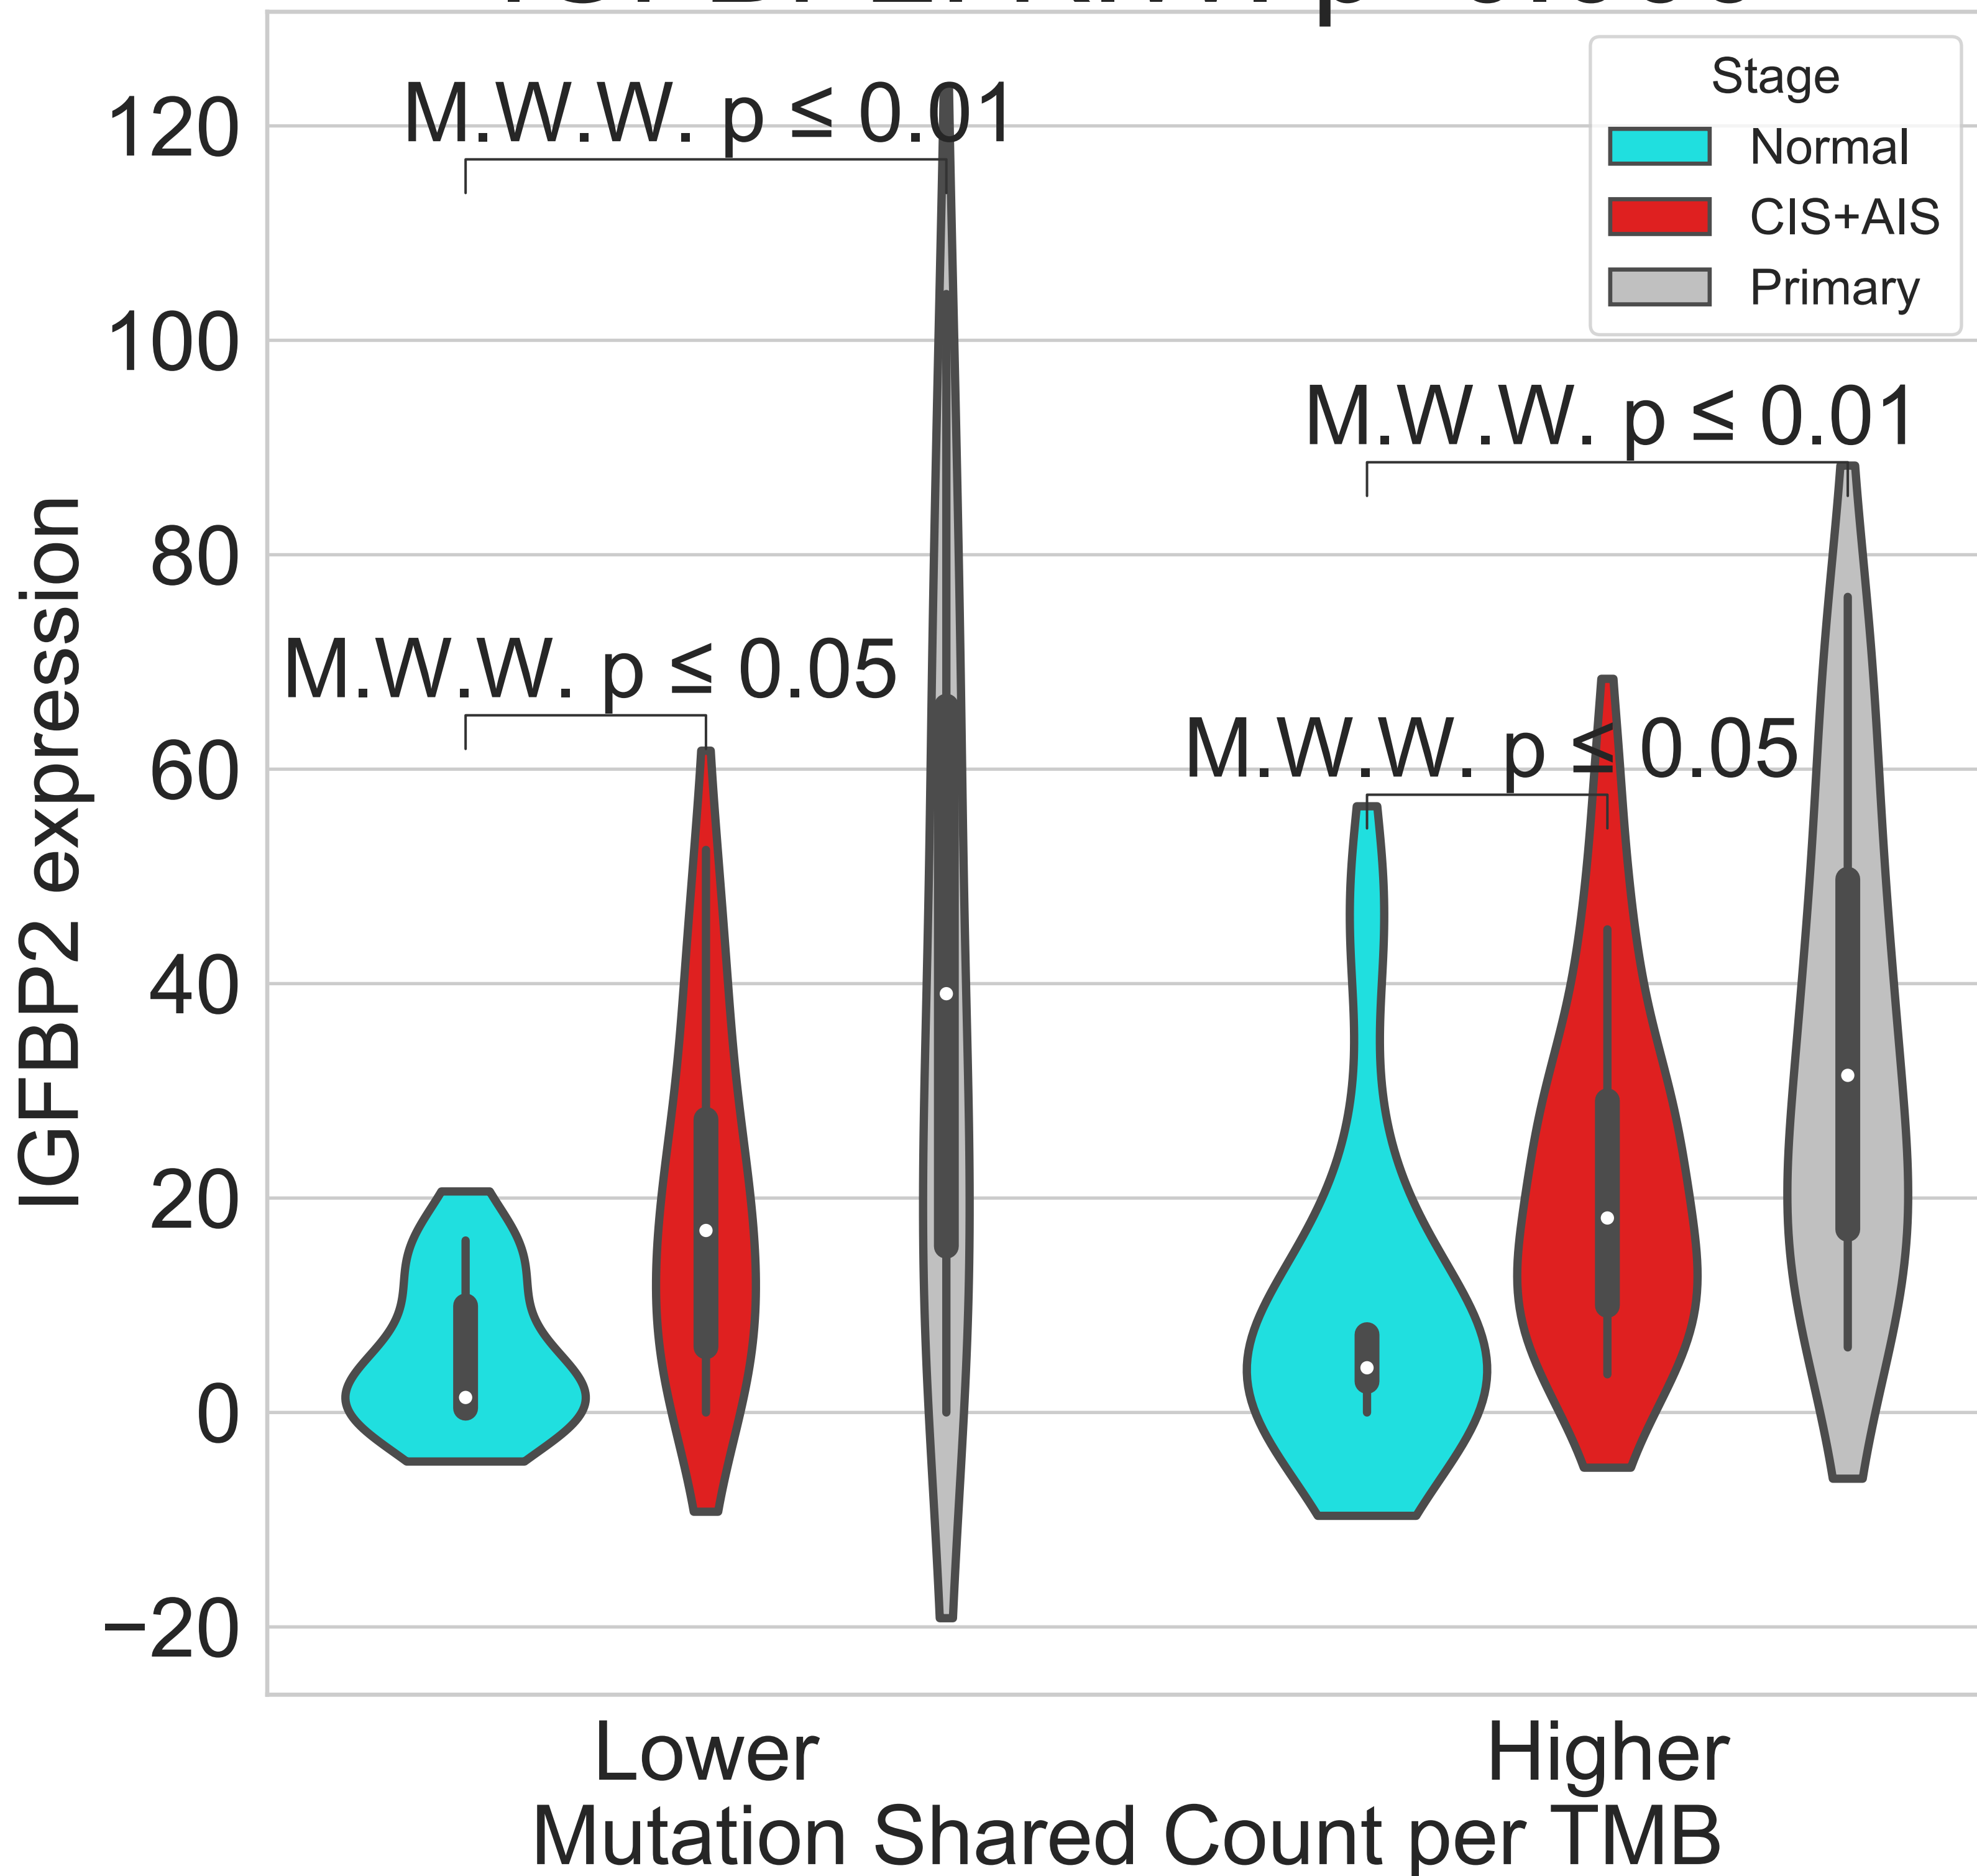 Stage
Normal
CIS+AIS
Primary
M.W.W. p ≤ 0.01
M.W.W. p ≤ 0.01
M.W.W. p ≤ 0.05
M.W.W. p ≤ 0.05
120
100
80
60
40
20
0
−20
IGFBP2 expression
Lower
Higher
Mutation Shared Count per TMB